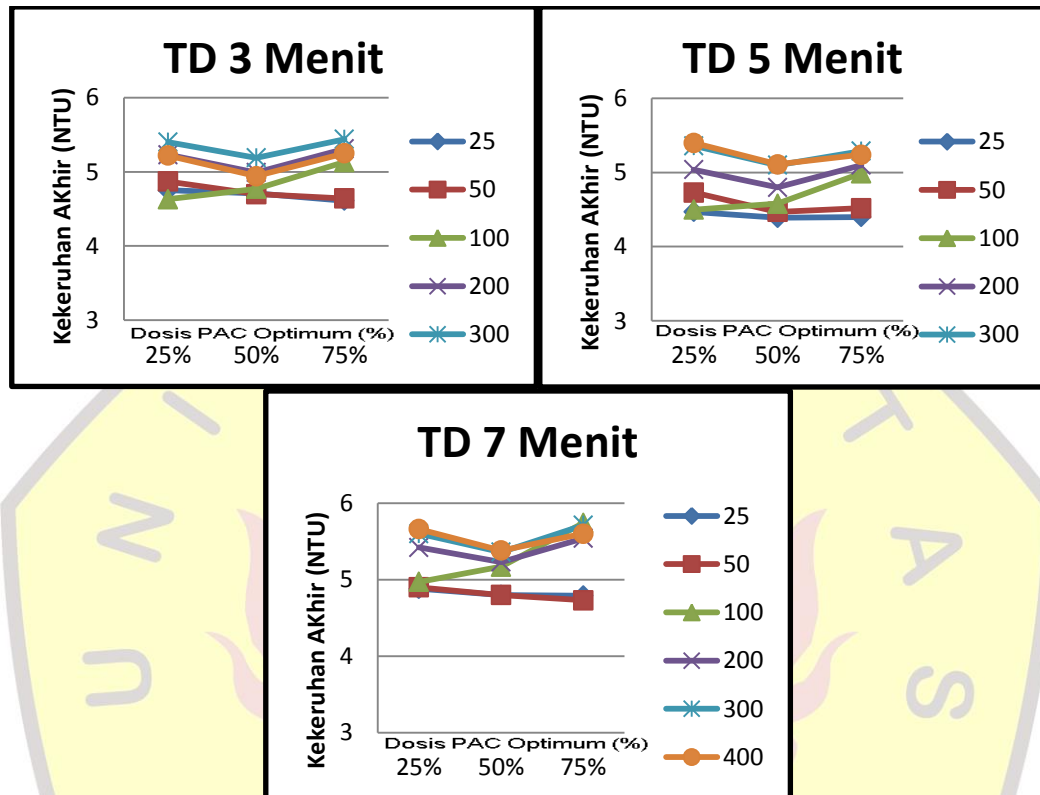 TD 3 Menit
Kekeruhan AKhir (NTU)
6
5
4
3
Dosis PAC Optimum (%)
25% 50% 75%
25
50
100
200
300
TD 5 Menit
Kekeruhan AKhir (NTU)
6
5
4
3
Dosis PAC Optimum (%)
25% 50% 75%
25
50
100
200
300
TD 7 Menit
Kekeruhan AKhir (NTU)
6
5
4
3
Dosis PAC Optimum (%)
25% 50% 75%
25
50
100
200
300
400
U N I
T A S